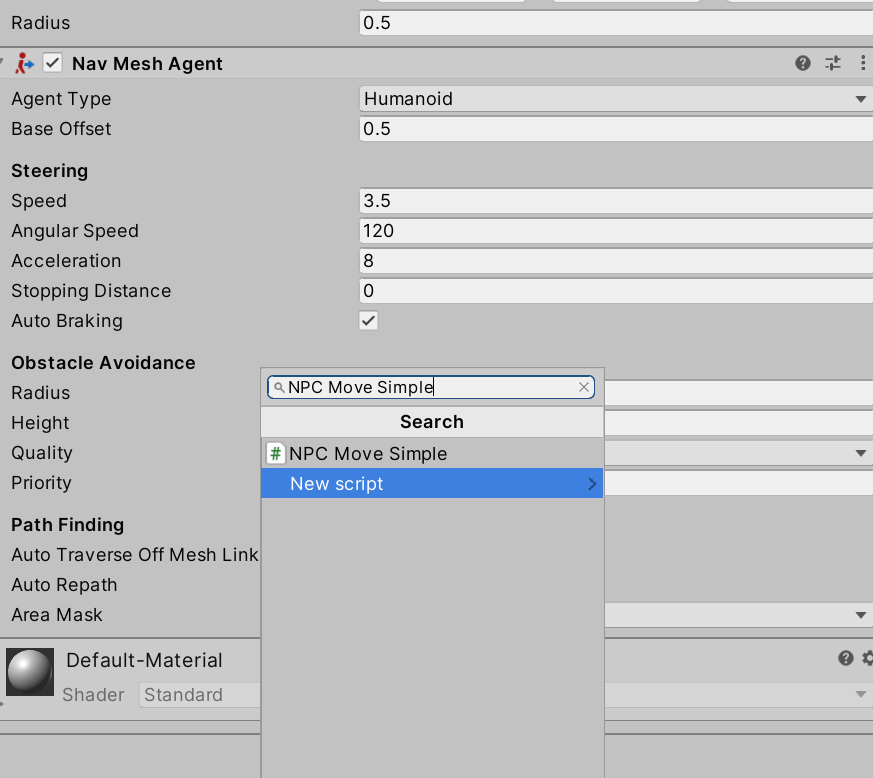 Radius 0.5
Nav Mesh Agent
Agent Type Humanoid
Base Offset 0.5
Steering
Speed 3.5
Angular Speed 120
Acceleration 8
Stopping Distance 0
Auto Braking
Obstacle Avoidance
NPC Move Simple
Radius
Search
Height
NPC Move Simple
Quality
New script
Priority
Path Finding
Auto Traverse Off Mesh Link
Auto Repath
Area Mask
Default-Material
Shader Standard